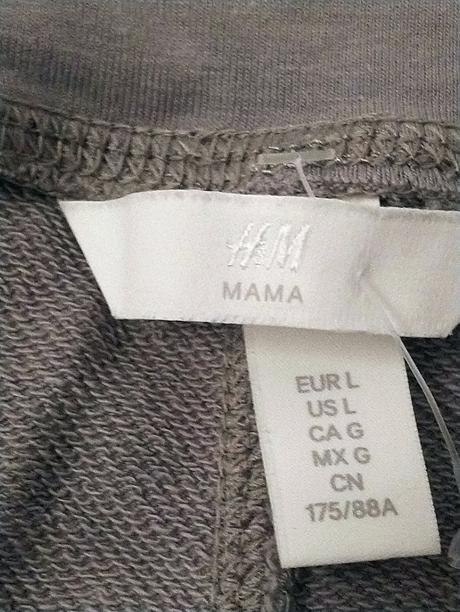 H&M
MAMA
EUR L
US L
CA G
MX G
CN
175/88A